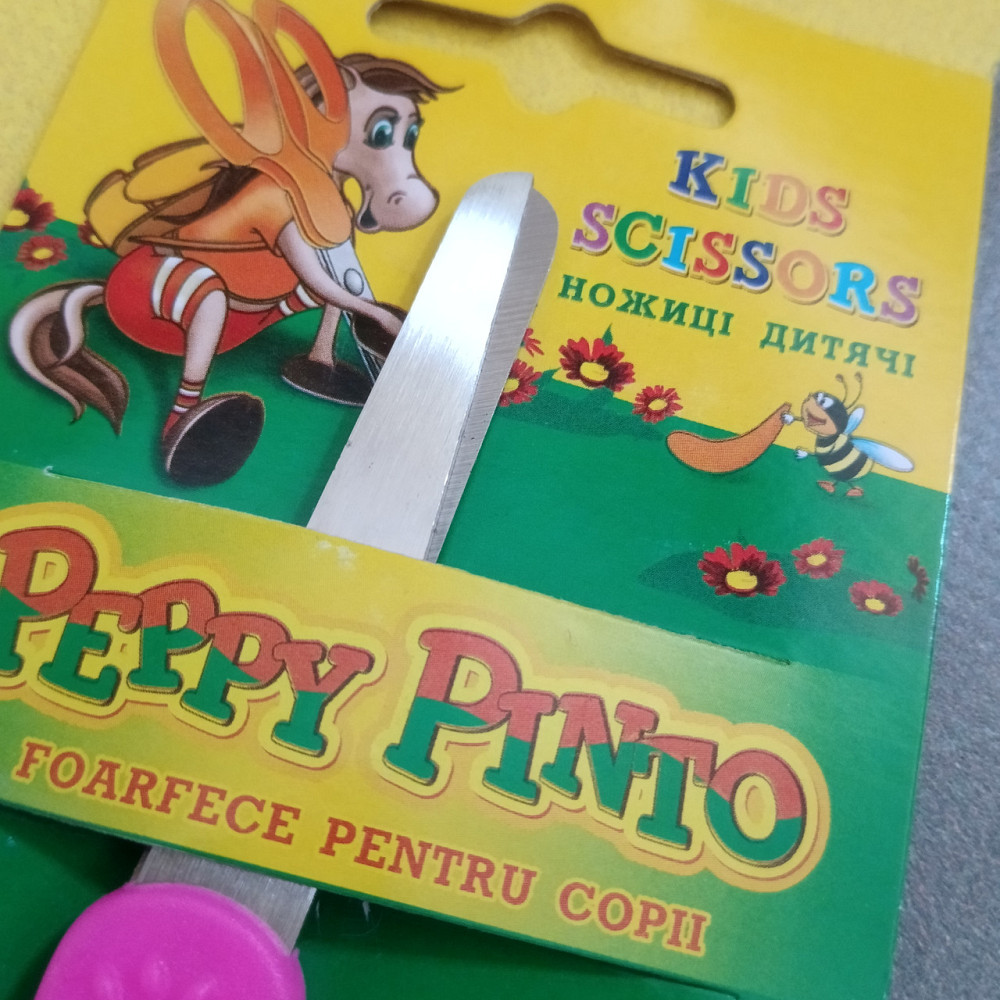 KIDS
SCISSORS
НОЖИЦІ ДИТЯЧІ
PEPPY PINTO
FOARFECE PENTRU COPII